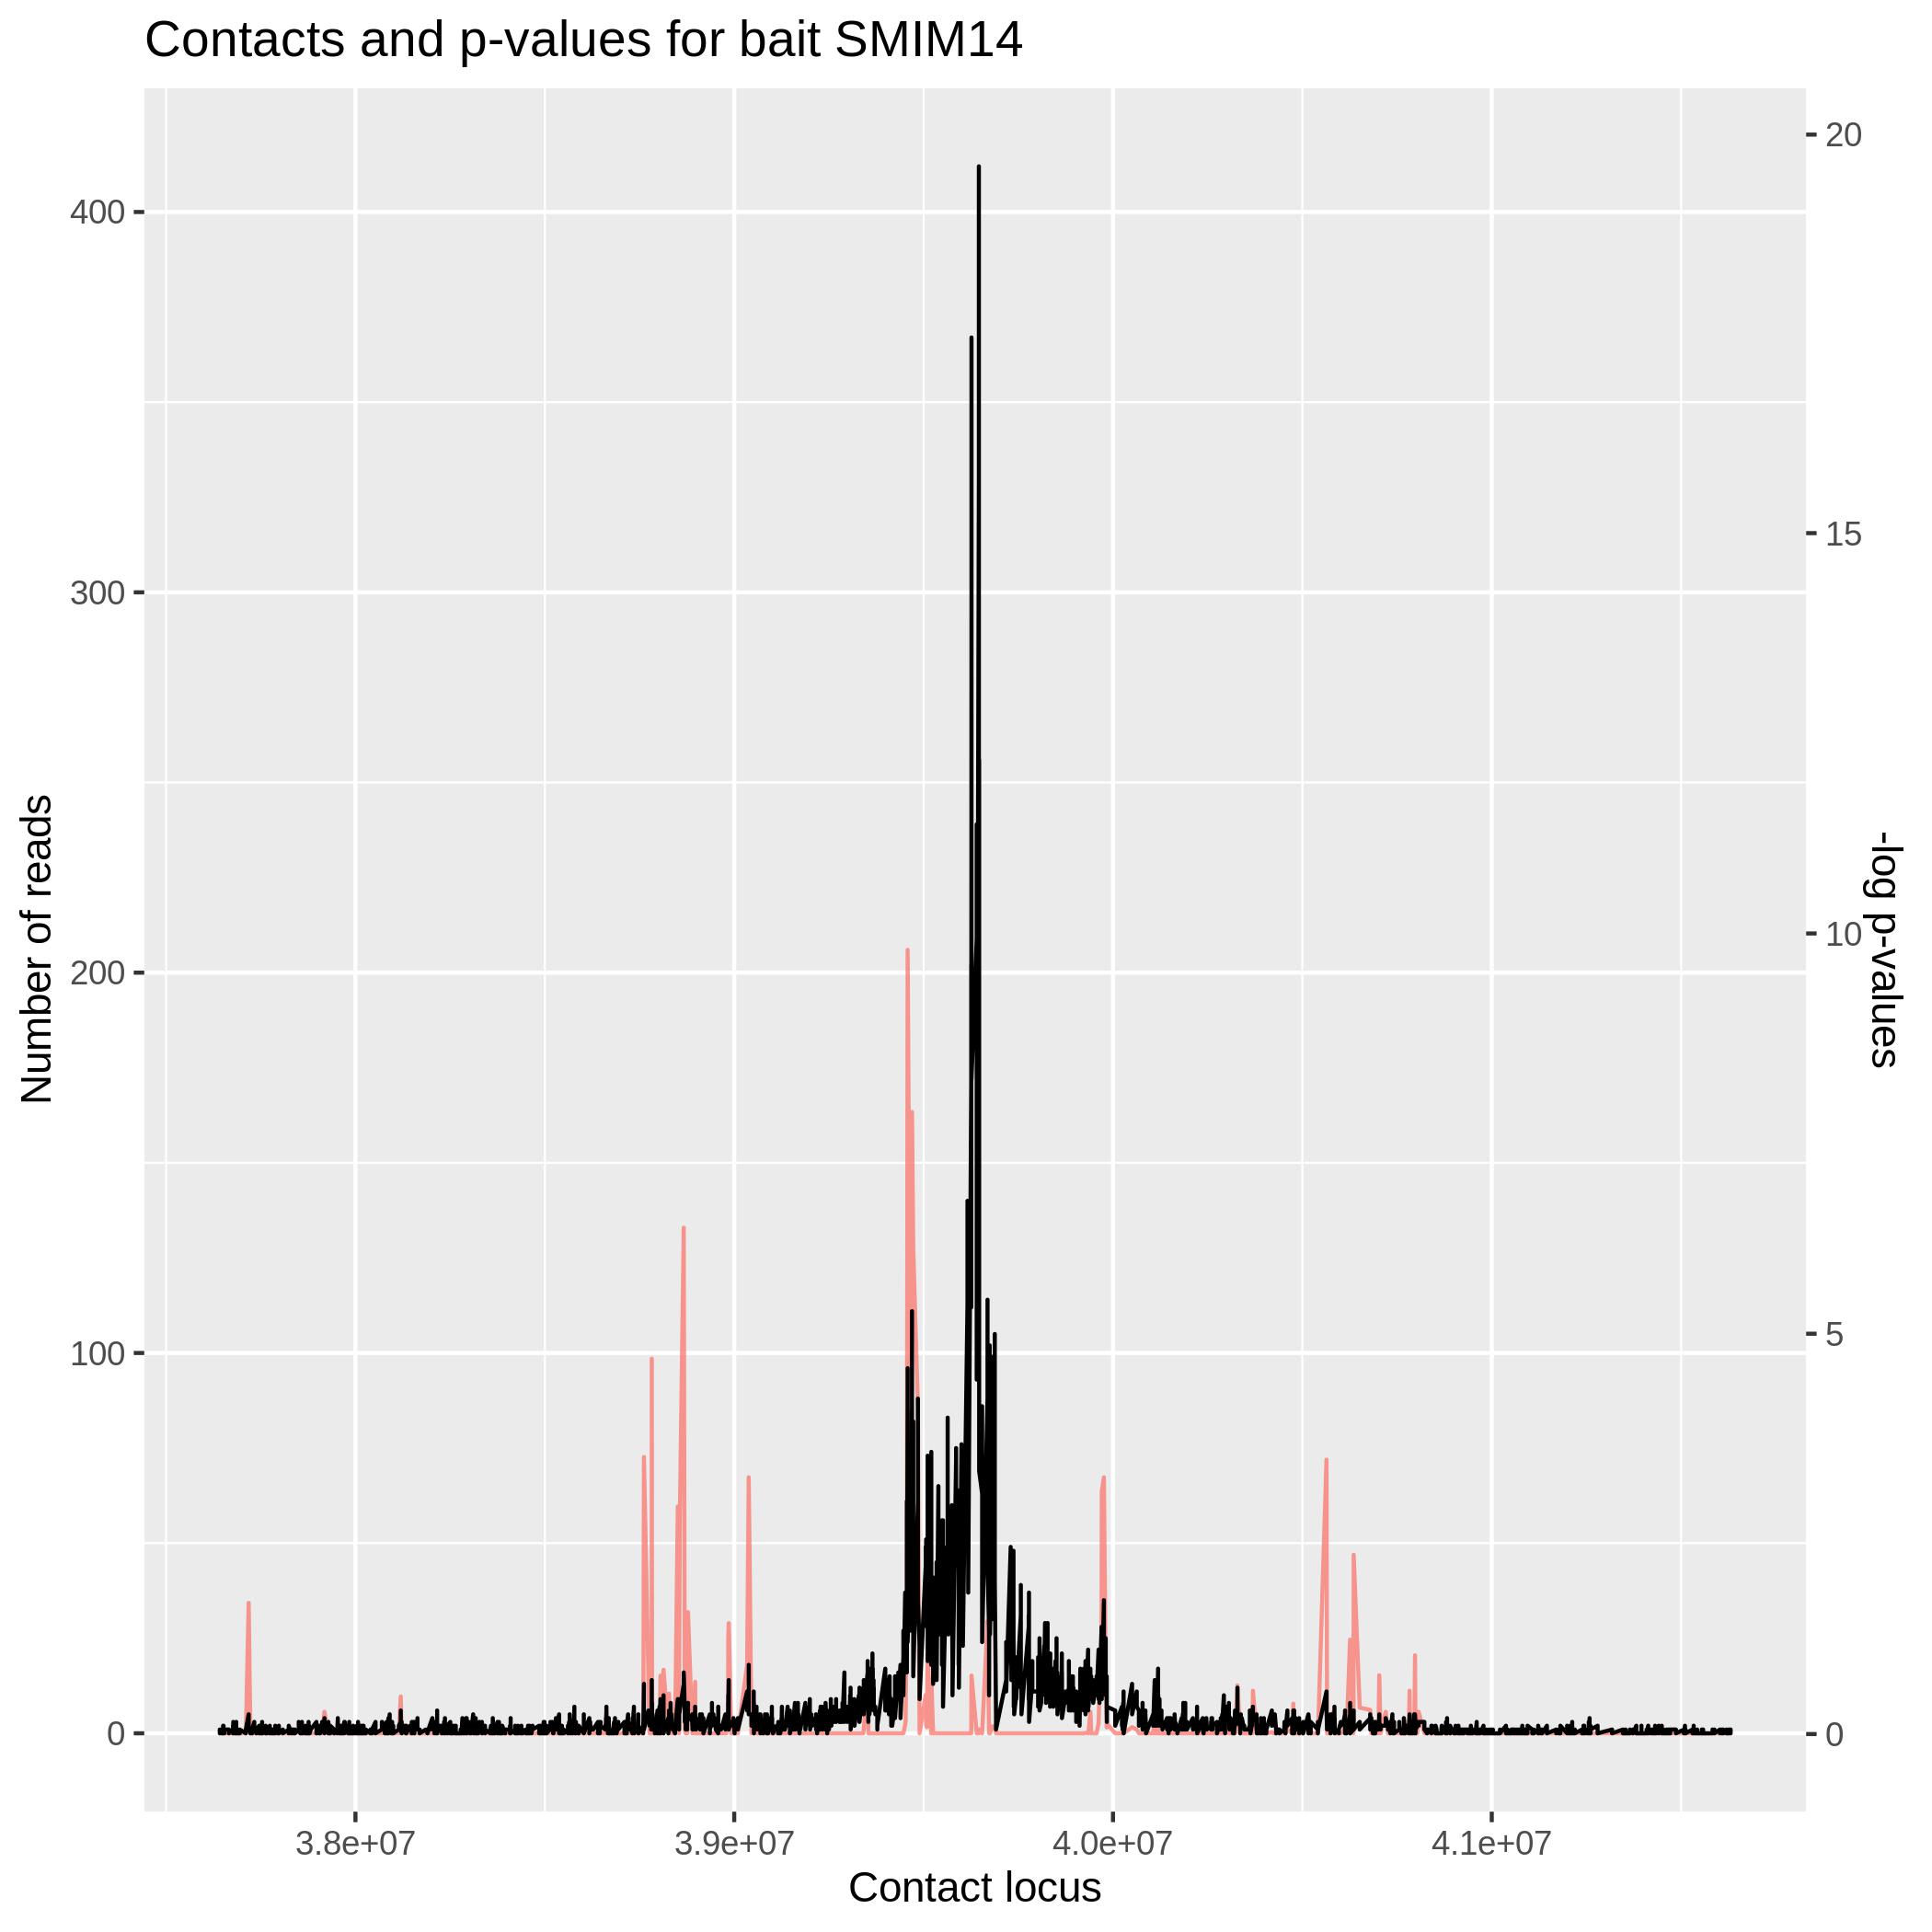 Contacts and p-values for bait SMIM14
Number of reads
400
300
200
100
0
20
15
10
5
0
-log p-values
3.8e+07
3.9e+07
4.0e+07
4.1e+07
Contact locus